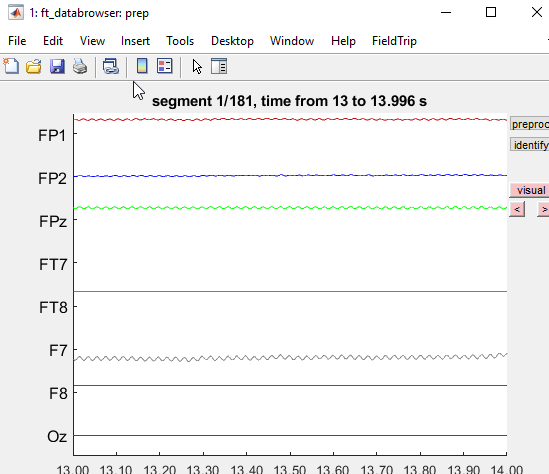 1: ft_databrowser: prep
File Edit View Insert Tools Desktop Window Help FieldTrip
segment 1/181, time from 13 to 13.996 s
FP1
FP2
FPz
FT7
FT8
F7
F8
Oz
preproc
identify
visual
< >
13.00 13.10 13.20 13.30 13.40 13.50 13.60 13.70 13.80 13.90 14.00